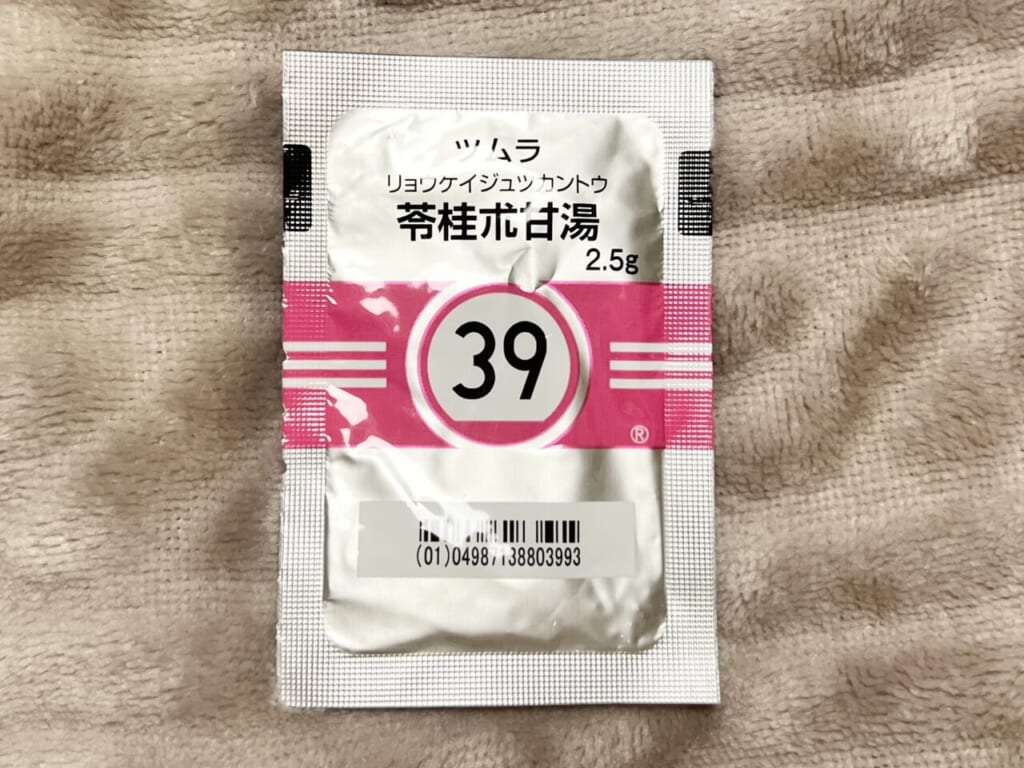 ツムラ
リョウケイジュツカントウ
苓桂朮甘湯
2.5g
39
®
(01)04987138803993